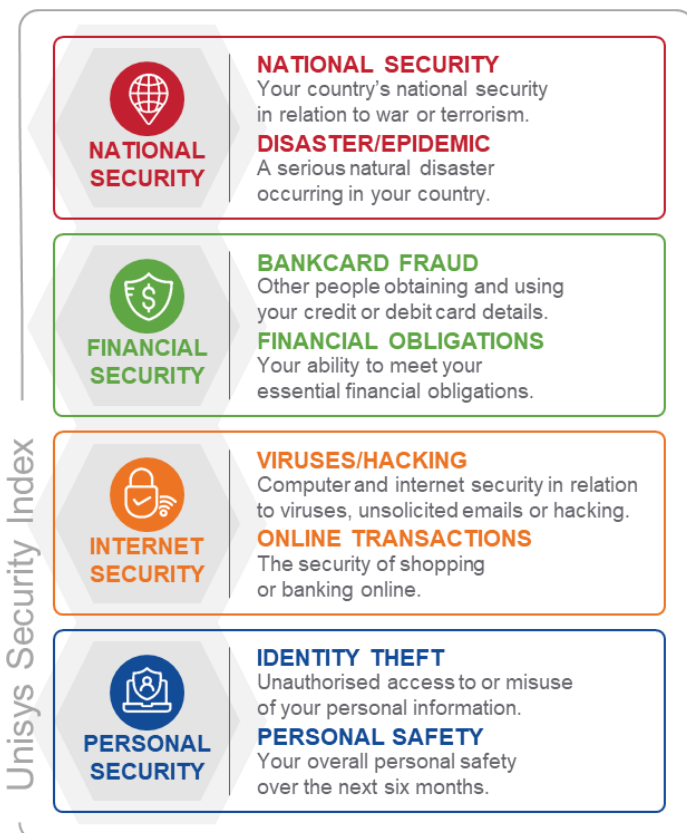 Unisys Security Index
NATIONAL
SECURITY
NATIONAL SECURITY
Your country’s national security
in relation to war or terrorism.
DISASTER/EPIDEMIC
A serious natural disaster
occurring in your country.
FINANCIAL
SECURITY
BANKCARD FRAUD
Other people obtaining and using
your credit or debit card details.
FINANCIAL OBLIGATIONS
Your ability to meet your
essential financial obligations.
INTERNET
SECURITY
VIRUSES/HACKING
Computer and internet security in relation
to viruses, unsolicited emails or hacking.
ONLINE TRANSACTIONS
The security of shopping
or banking online.
PERSONAL
SECURITY
IDENTITY THEFT
Unauthorised access to or misuse
of your personal information.
PERSONAL SAFETY
Your overall personal safety
over the next six months.